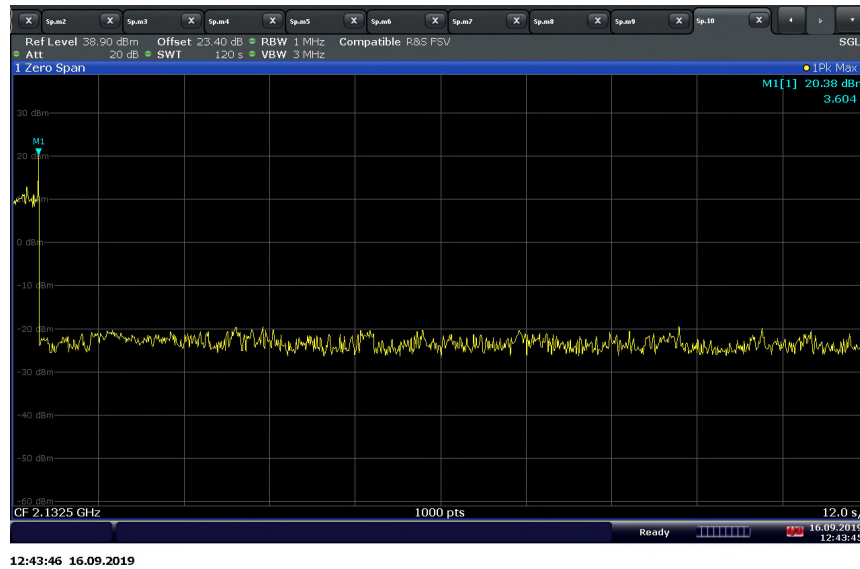 Sp.m2 Sp.m3 Sp.m4 Sp.m5 Sp.m6 Sp.m7 Sp.m8 Sp.m9 Sp.10
Ref Level 38.90 dBm Offset 23.40 dB RBW 1 MHz Compatible R&S FSV SGL
Att 20 dB SWT 120 s VBW 3 MHz
1 Zero Span 1Pk Max
M1[1] 20.38 dBm
3.604
30 dBm
M1
20 dBm
0 dBm
-10 dBm
-20 dBm
-30 dBm
-40 dBm
-50 dBm
-60 dBm
CF 2.1325 GHz 1000 pts 12.0 s/
Ready 16.09.2019
12:43:45
12:43:46 16.09.2019